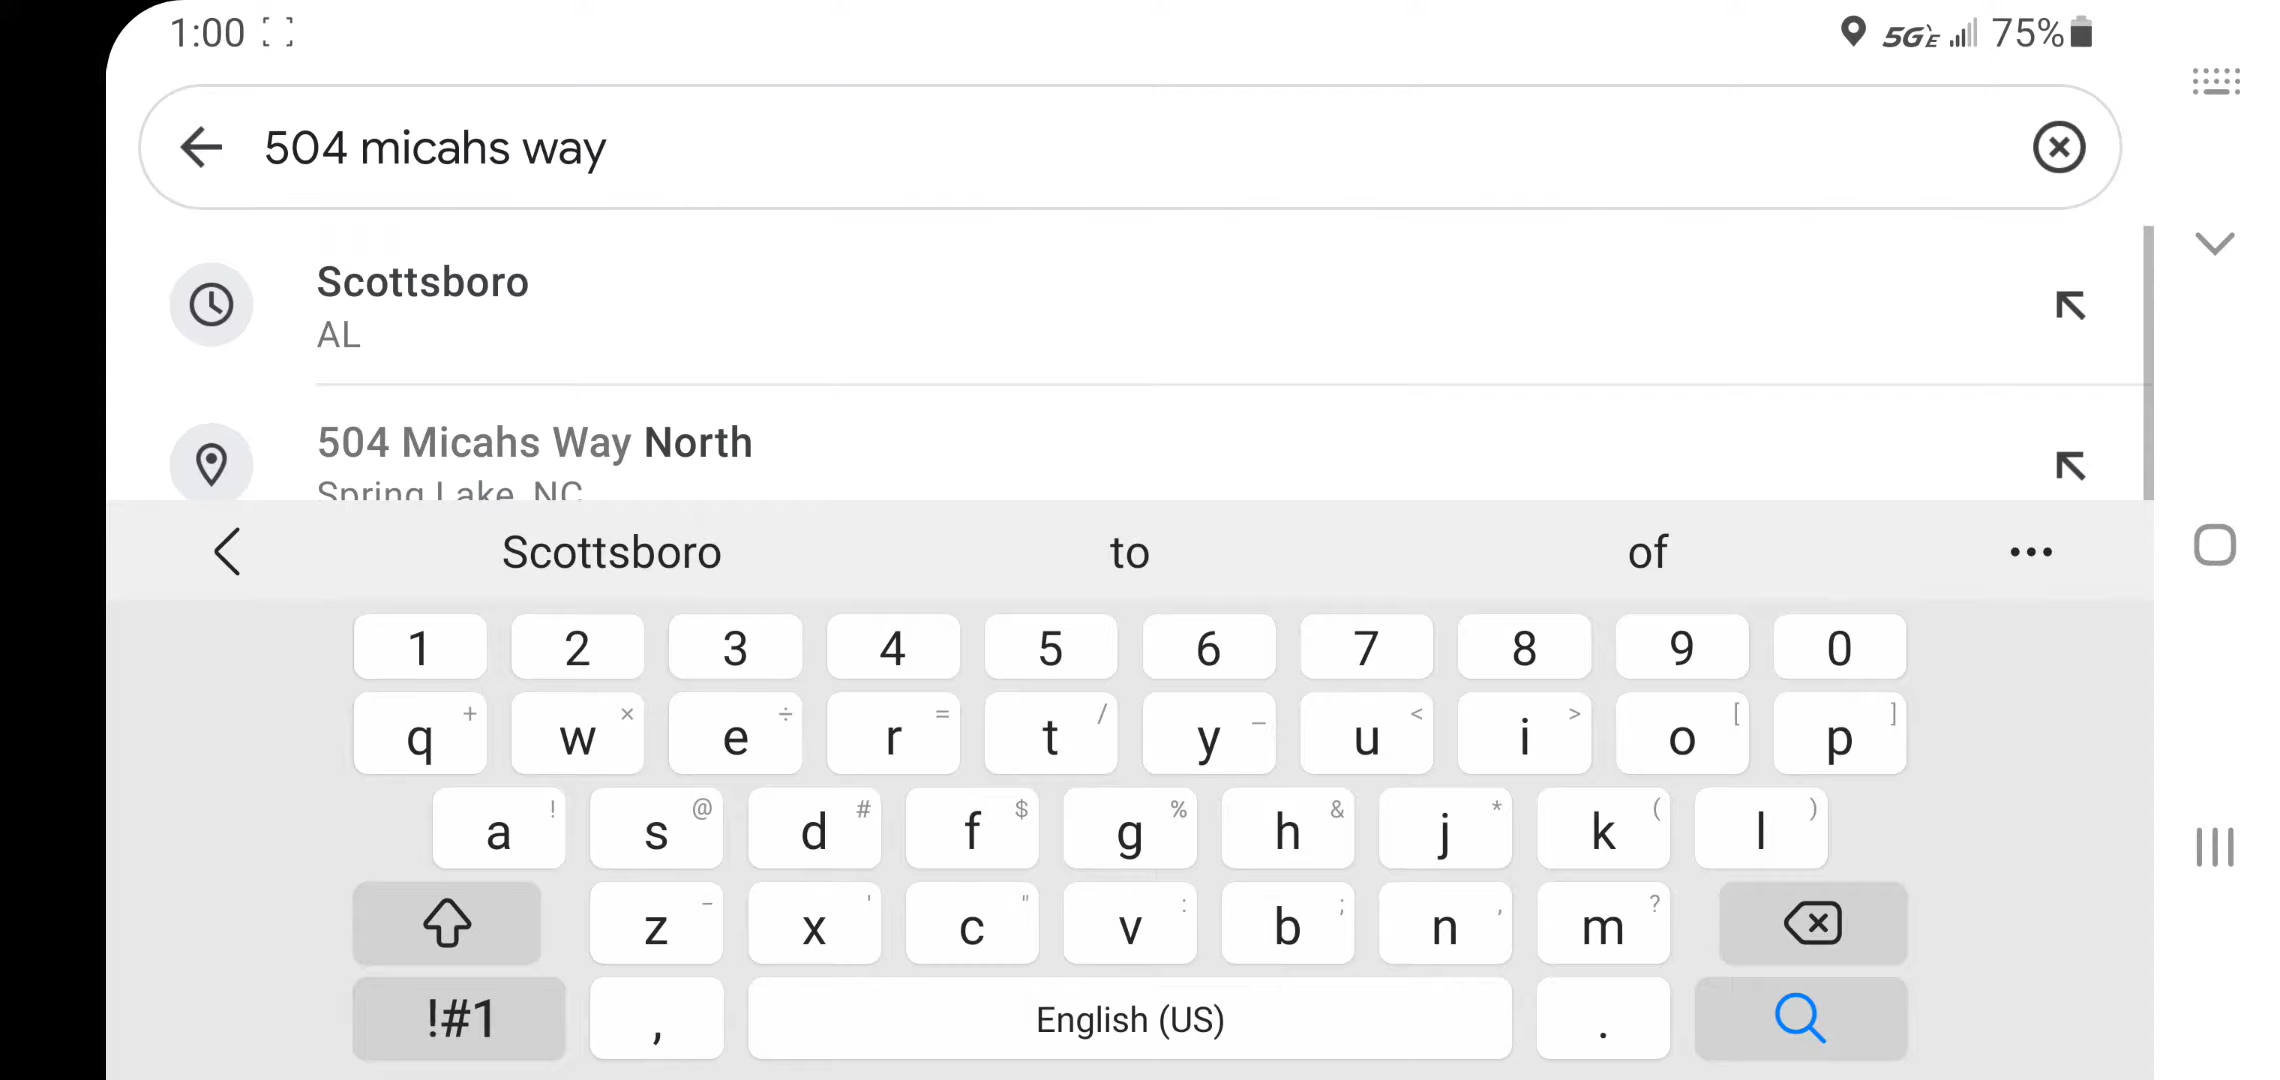 1:00 5GE 75%
504 micahs way
Scottsboro
AL
504 Micahs Way North
Spring Lake, NC
Scottsboro to of ...
1 2 3 4 5 6 7 8 9 0
q + w × e ÷ r = t / y _ u < i > o [ p ]
a ! s @ d # f $ g % h & j * k ( l )
z - x ' c " v : b ; n , m ?
!#1 , English (US) .